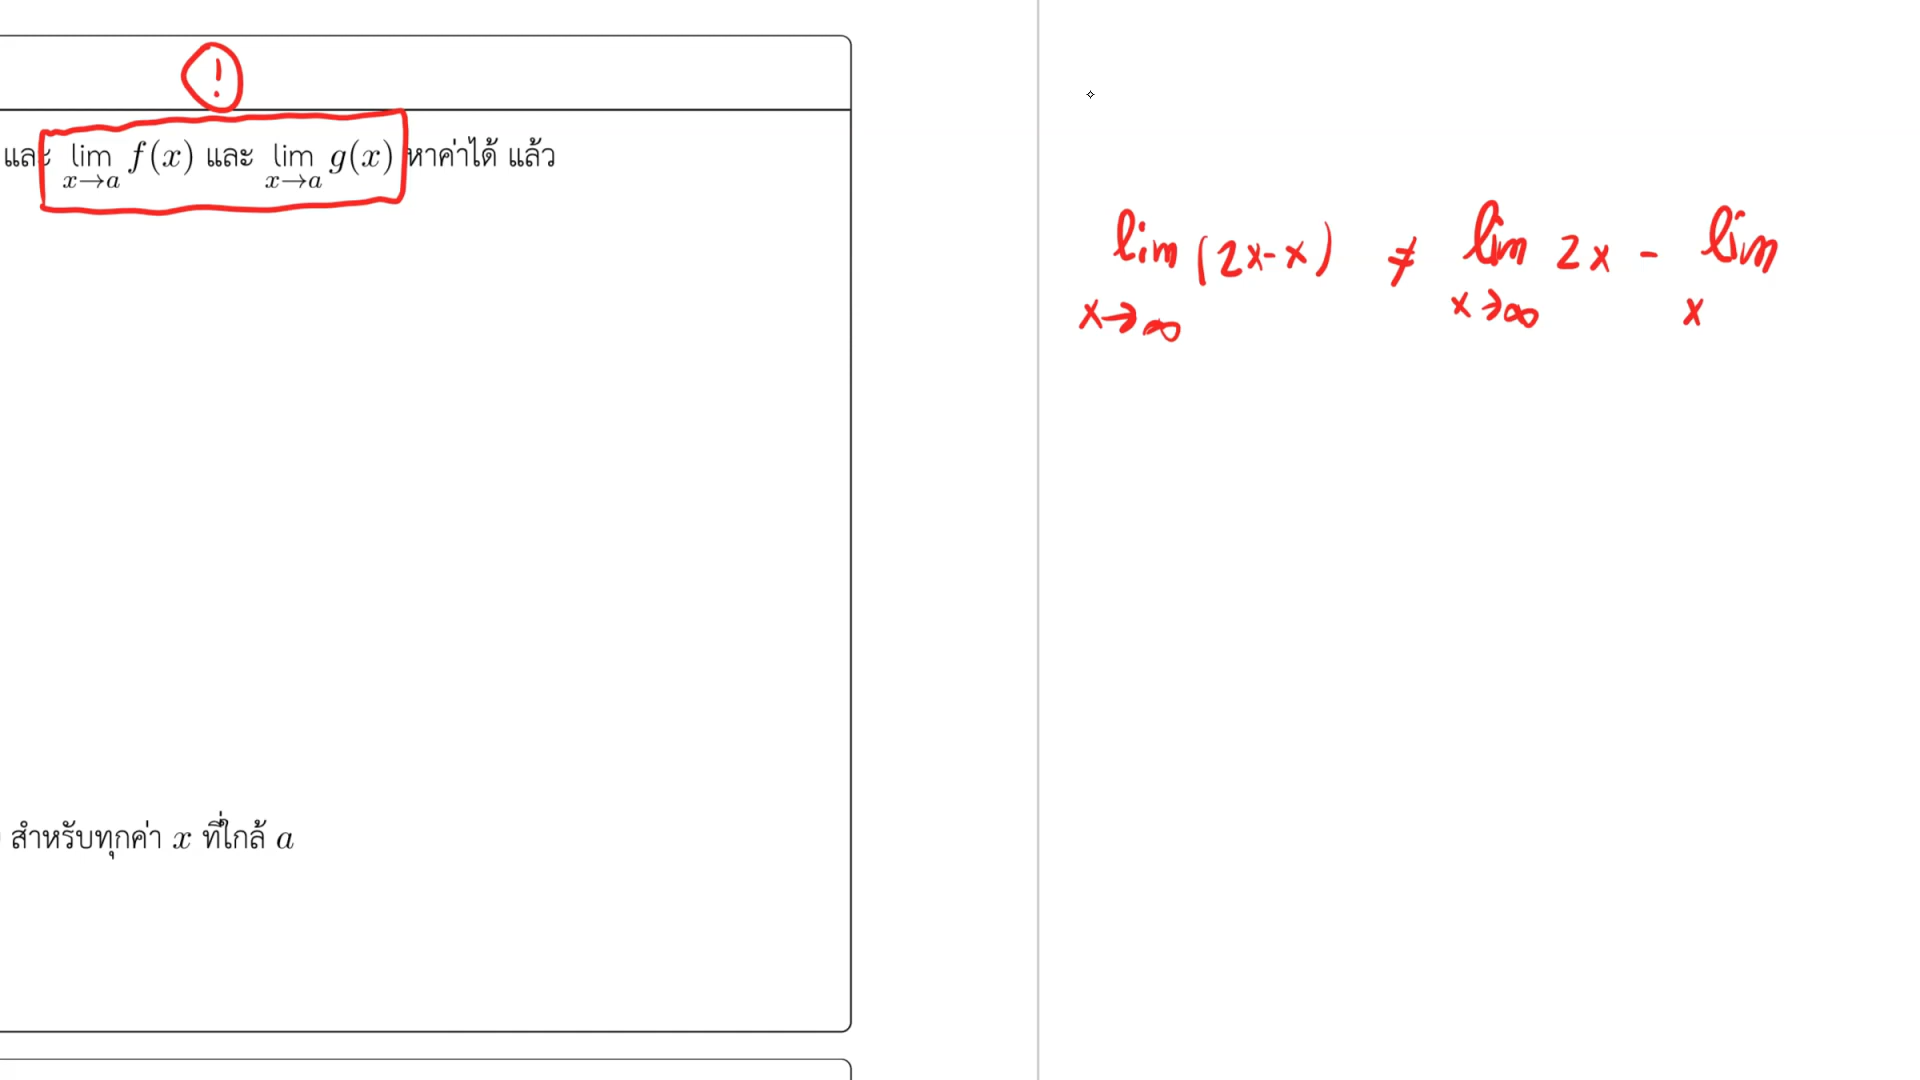 !
และ lim x→a f(x) และ lim x→a g(x) หาค่าได้ แล้ว
lim x→∞ (2x-x) ≠ lim x→∞ 2x - lim x
สำหรับทุกค่า x ที่ใกล้ a